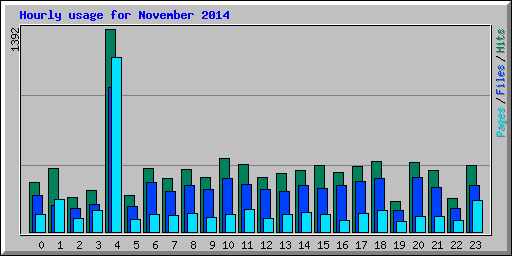 Hourly usage for November 2014
1392
Pages / Files / Hits
0 1 2 3 4 5 6 7 8 9 10 11 12 13 14 15 16 17 18 19 20 21 22 23